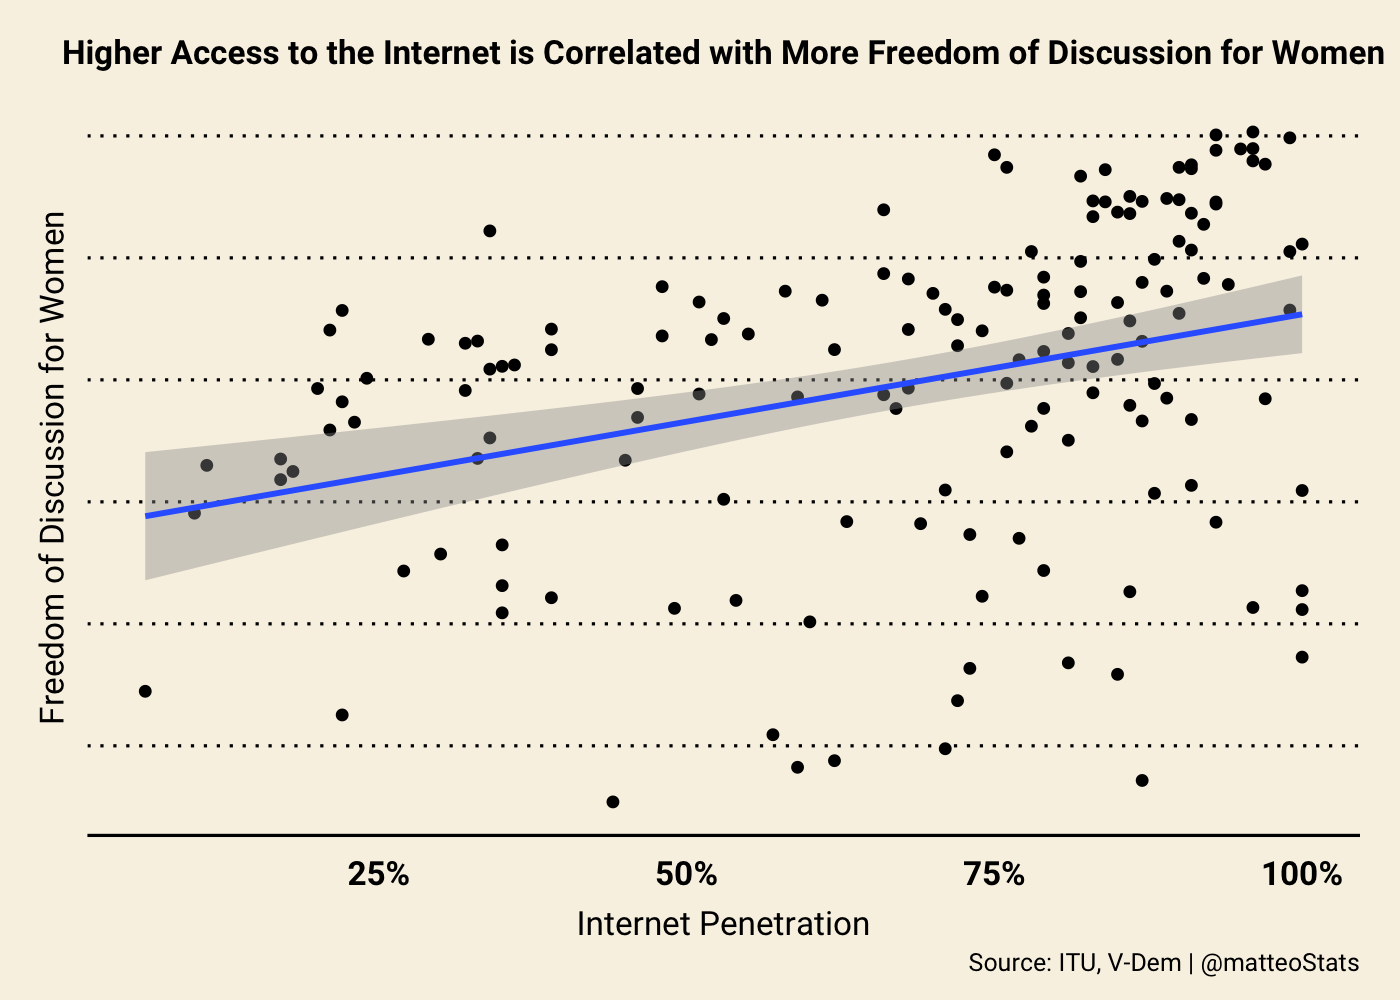 Higher Access to the Internet is Correlated with More Freedom of Discussion for Women
Freedom of Discussion for Women
25% 50% 75% 100%
Internet Penetration
Source: ITU, V-Dem | @matteoStats